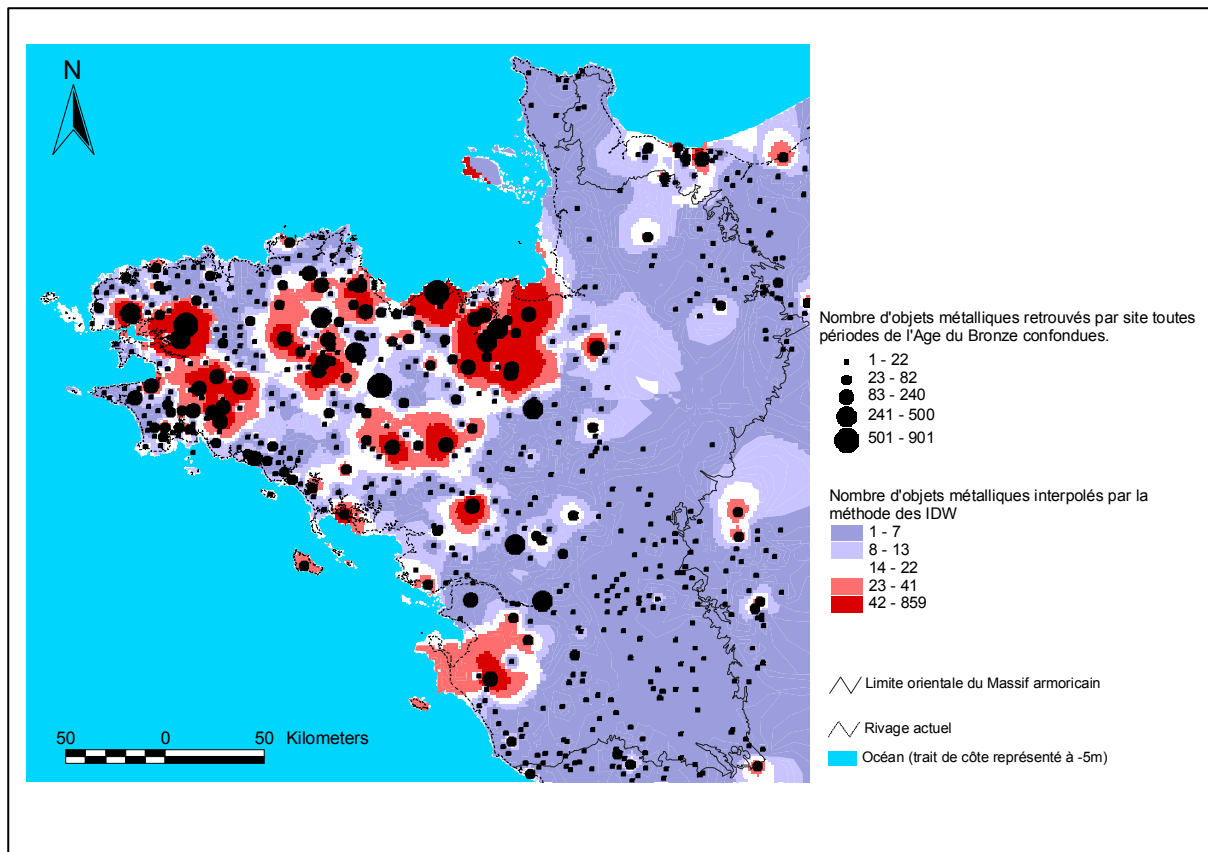 N
50
0
50
Kilometers
Nombre d'objets métalliques retrouvés par site toutes
périodes de l'Age du Bronze confondues.
1 - 22
23 - 82
83 - 240
241 - 500
501 - 901
Nombre d'objets métalliques interpolés par la
méthode des IDW
1 - 7
8 - 13
14 - 22
23 - 41
42 - 859
Limite orientale du Massif armoricain
Rivage actuel
Océan (trait de côte représenté à -5m)